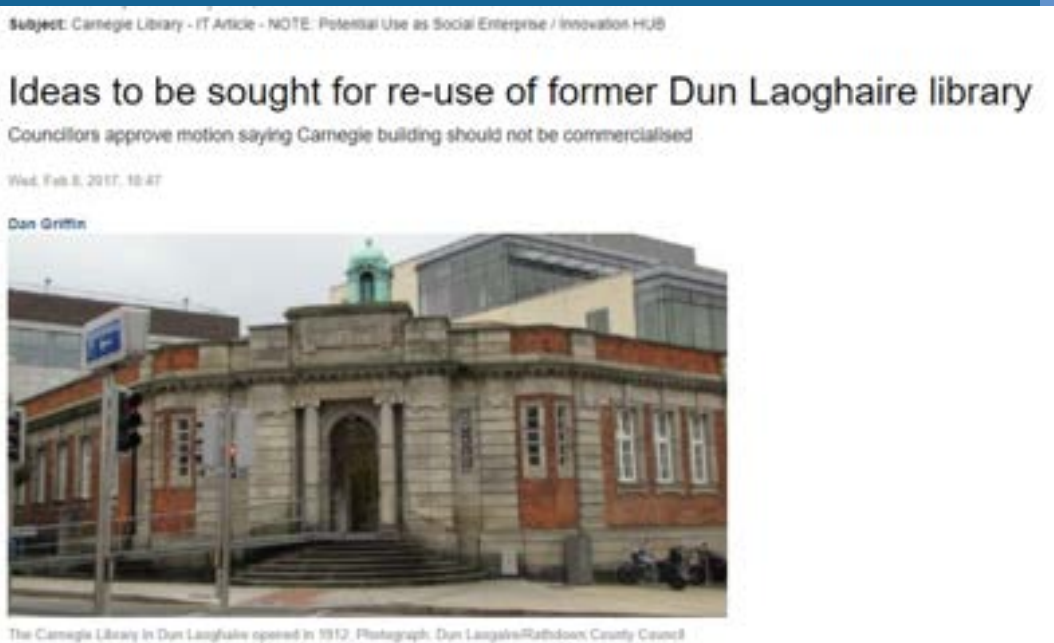 Subject: Carnegie Library - IT Article - NOTE: Potential Use as Social Enterprise / Innovation HUB
Ideas to be sought for re-use of former Dun Laoghaire library
Councillors approve motion saying Carnegie building should not be commercialised
Wed, Feb 8, 2017, 10:47
Dan Griffin
The Carnegie Library in Dun Laoghaire opened in 1912. Photograph: Dun Laogaire/Rathdown County Council